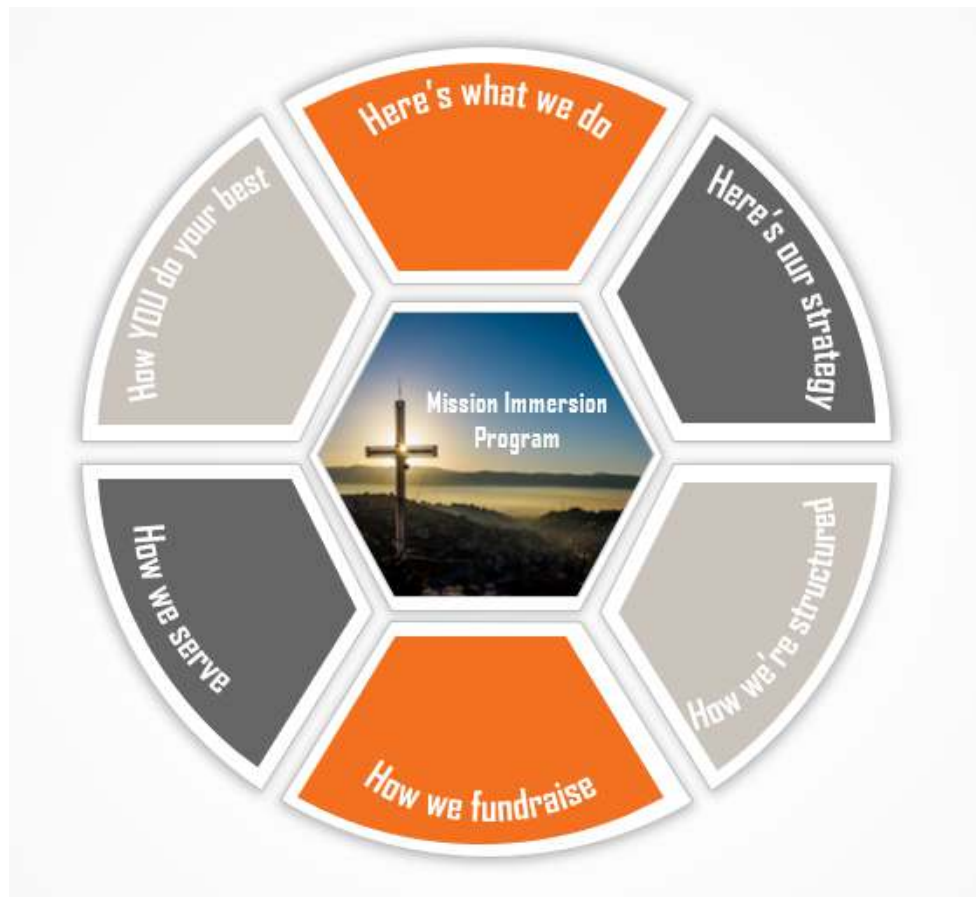 Here's what we do
Here's our strategy
How we're structured
How we fundraise
How we serve
How YOU do your best
Mission Immersion
Program